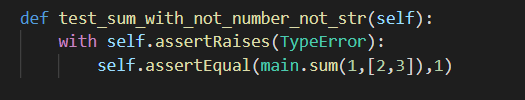 def test_sum_with_not_number_not_str(self):
    with self.assertRaises(TypeError):
        self.assertEqual(main.sum(1,[2,3]),1)